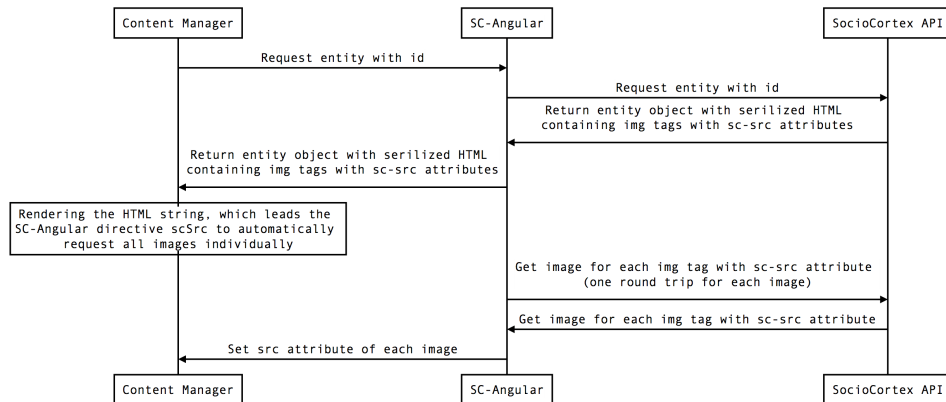 Content Manager
SC-Angular
SocioCortex API
Request entity with id
Request entity with id
Return entity object with serilized HTML
containing img tags with sc-src attributes
Return entity object with serilized HTML
containing img tags with sc-src attributes
Rendering the HTML string, which leads the
SC-Angular directive scSrc to automatically
request all images individually
Get image for each img tag with sc-src attribute
(one round trip for each image)
Get image for each img tag with sc-src attribute
Set src attribute of each image
Content Manager
SC-Angular
SocioCortex API